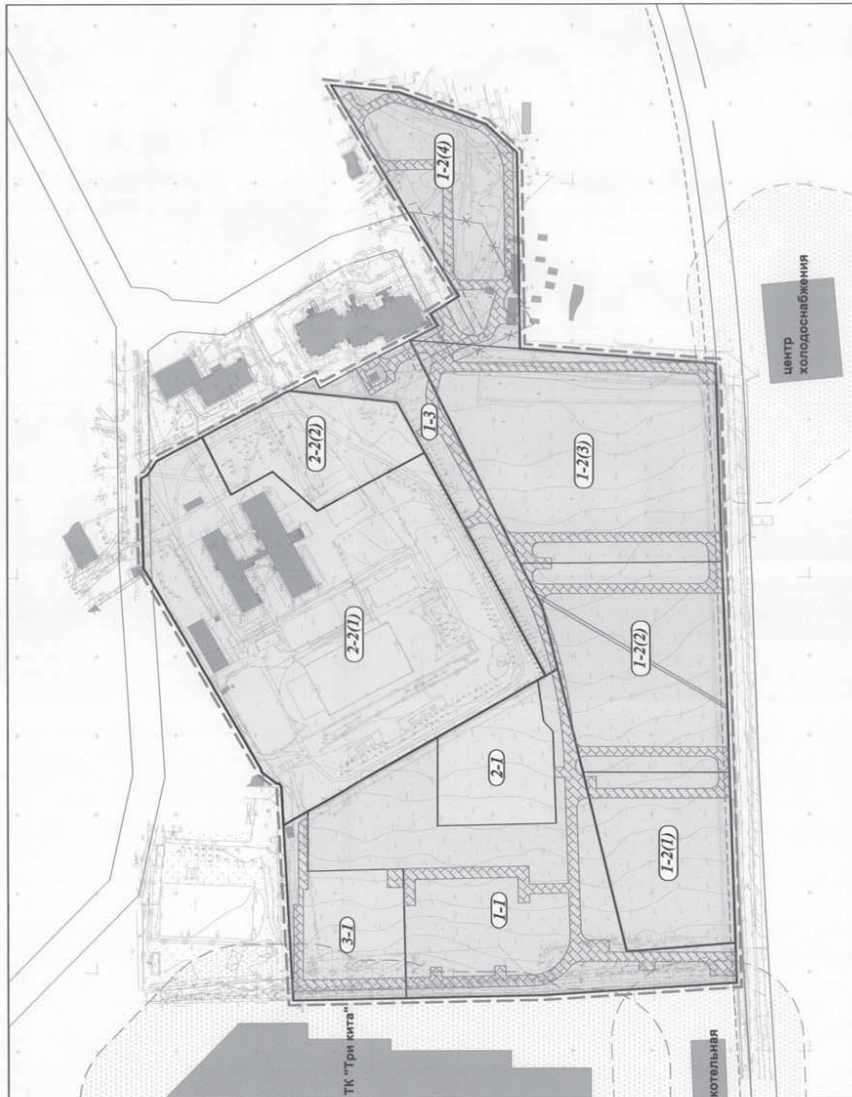 1-2(4)
центр
холодоснабжения
2-2(2)
1-3
1-2(3)
2-2(1)
1-2(2)
2-1
1-2(1)
3-1
1-1
ТК "Три кита"
котельная